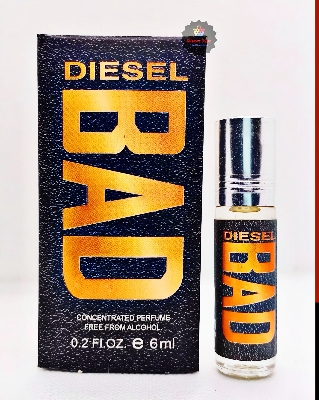 DIESEL
BAD
CONCENTRATED PERFUME
FREE FROM ALCOHOL
0.2 Fl.OZ. e 6ml
DIESEL
BAD